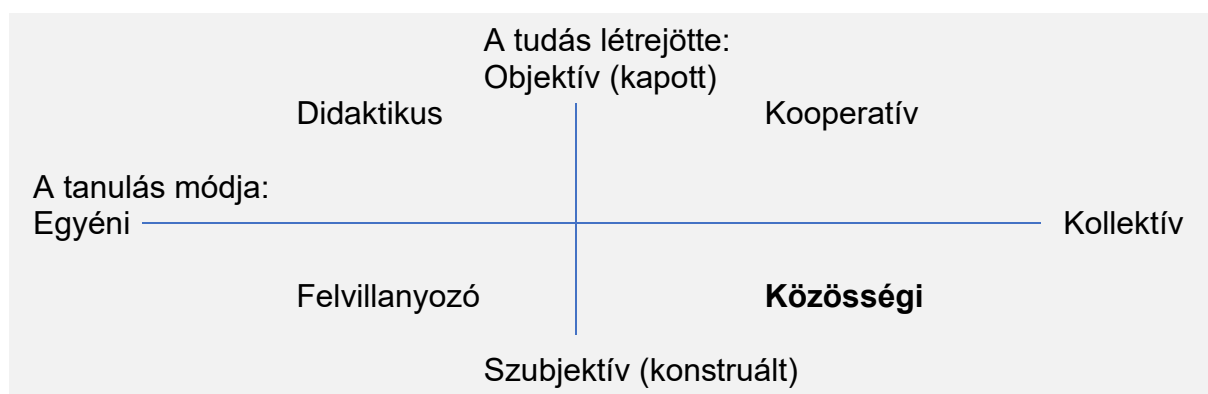 A tudás létrejötte:
Objektív (kapott)
Didaktikus
Kooperatív
A tanulás módja:
Egyéni
Kollektív
Felvillanyozó
Közösségi
Szubjektív (konstruált)